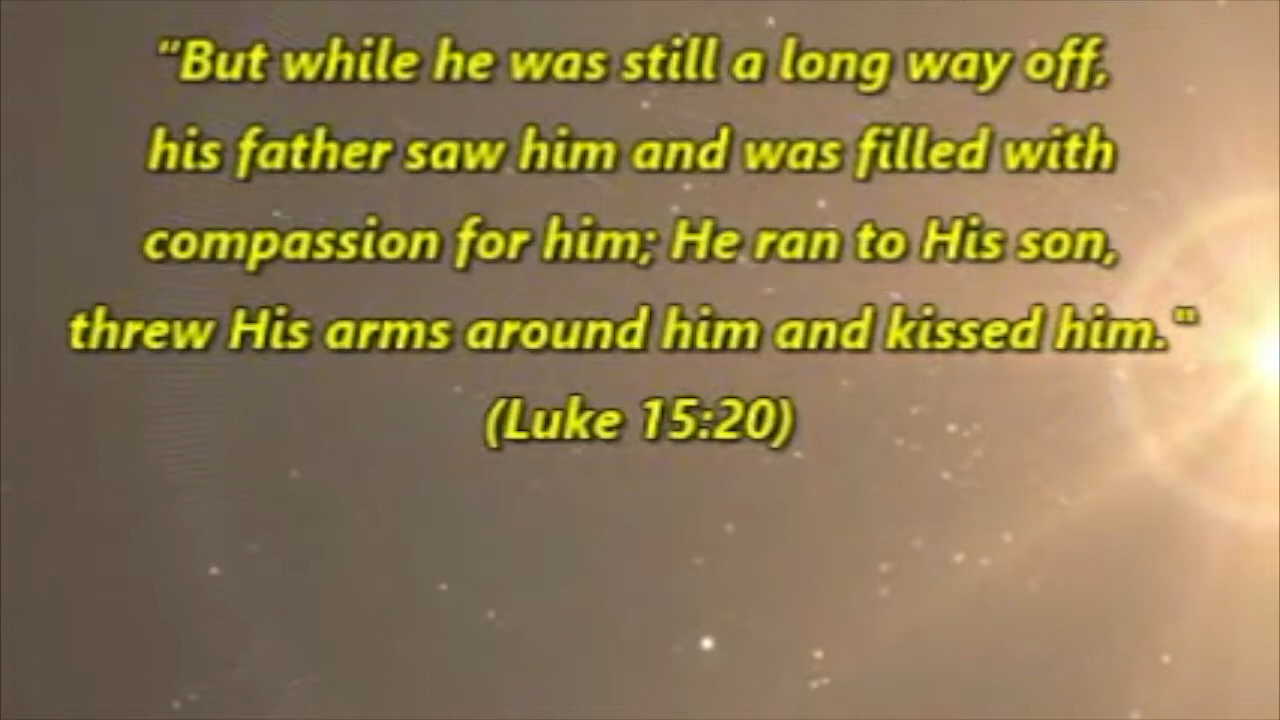 "But while he was still a long way off,
his father saw him and was filled with
compassion for him; He ran to His son,
threw His arms around him and kissed him."
(Luke 15:20)